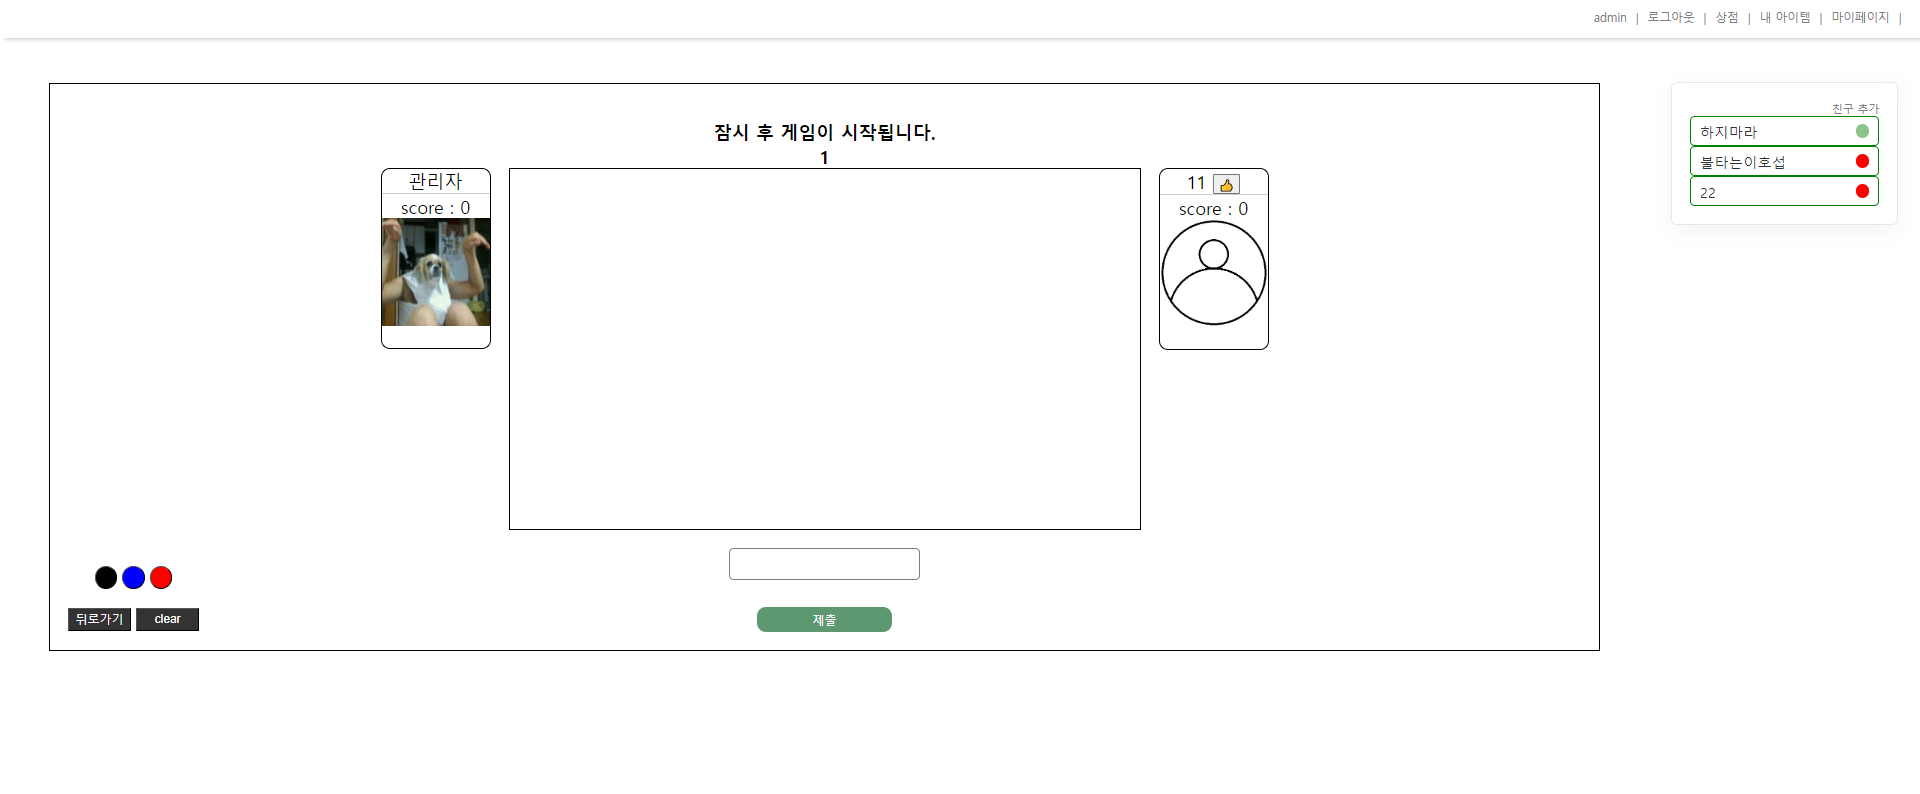 admin | 로그아웃 | 상점 | 내 아이템 | 마이페이지 |
친구 추가
하지마라
불타는이호섭
22
잠시 후 게임이 시작됩니다.
1
관리자
score : 0
11
score : 0
뒤로가기 clear
제출